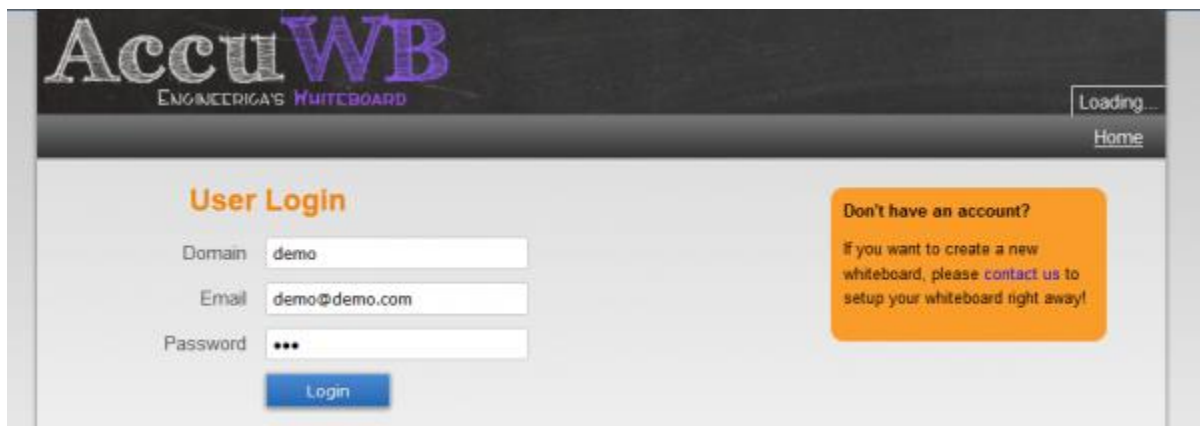 AccuWB
ENGINEERICA'S WHITEBOARD
Loading...
Home
User Login
Domain demo
Email demo@demo.com
Password •••
Login
Don't have an account?
If you want to create a new
whiteboard, please contact us to
setup your whiteboard right away!